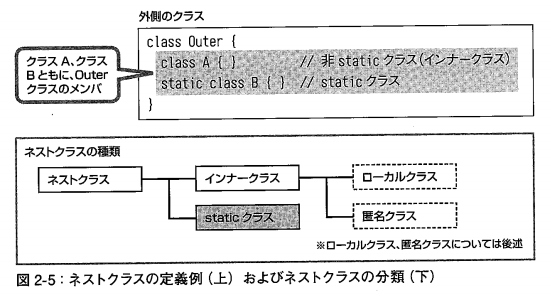 外側のクラス
class Outer {
class A { } // 非 static クラス(インナークラス)
static class B { } // static クラス
}
クラス A、クラス
B ともに、Outer
クラスのメンバ
ネストクラスの種類
ネストクラス
インナークラス
ローカルクラス
static クラス
匿名クラス
※ローカルクラス、匿名クラスについては後述
図 2-5：ネストクラスの定義例（上）およびネストクラスの分類（下）